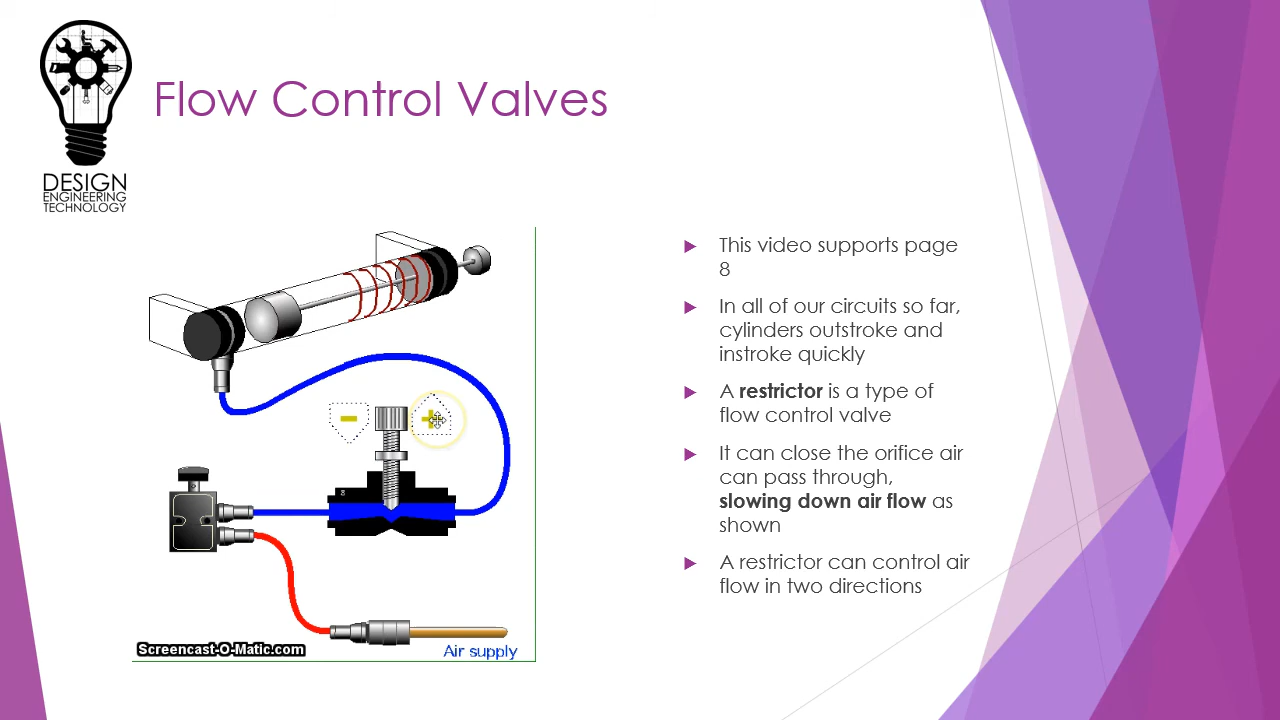 Flow Control Valves
DESIGN
ENGINEERING
TECHNOLOGY
This video supports page
8
In all of our circuits so far,
cylinders outstroke and
instroke quickly
A restrictor is a type of
flow control valve
It can close the orifice air
can pass through,
slowing down air flow as
shown
A restrictor can control air
flow in two directions
Screencast-O-Matic.com
Air supply